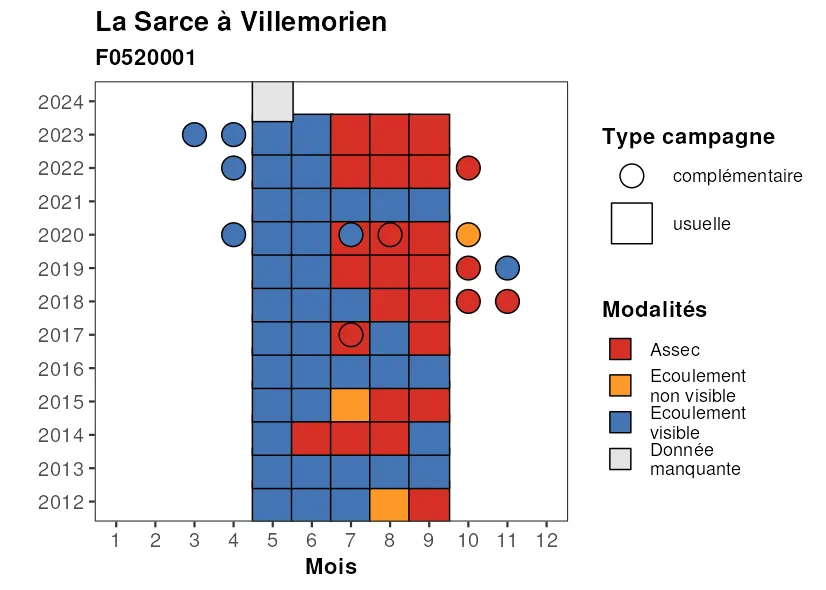 La Sarce à Villemorien
F0520001
2024
2023
2022
2021
2020
2019
2018
2017
2016
2015
2014
2013
2012
1 2 3 4 5 6 7 8 9 10 11 12
Mois
Type campagne
complémentaire
usuelle
Modalités
Assec
Ecoulement
non visible
Ecoulement
visible
Donnée
manquante